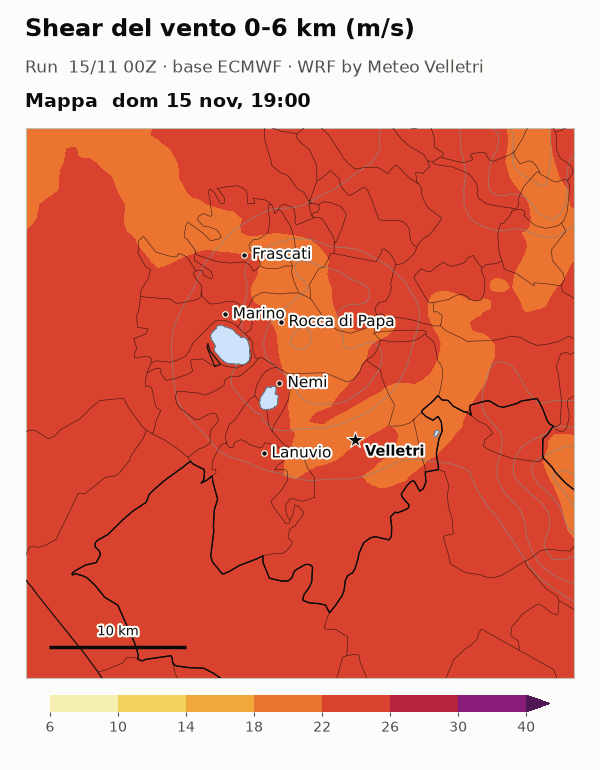 Shear del vento 0-6 km (m/s)
Run  15/11 00Z · base ECMWF · WRF by Meteo Velletri
Mappa  dom 15 nov, 19:00
Frascati
Marino
Rocca di Papa
Nemi
Velletri
Lanuvio
10 km
6 10 14 18 22 26 30 40